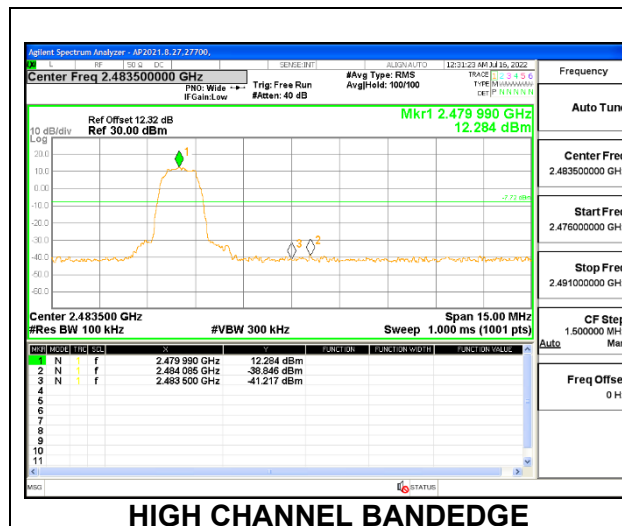 Agilent Spectrum Analyzer - AP2021.8.27,27700,
L RF 50 Ω DC SENSE:INT ALIGNAUTO 12:31:23 AM Jul 16, 2022
Center Freq 2.483500000 GHz #Avg Type: RMS TRACE 1 2 3 4 5 6
PNO: Wide Trig: Free Run Avg|Hold: 100/100 TYPE M
IFGain:Low #Atten: 40 dB DET P N N N N N
Mkr1 2.479 990 GHz
12.284 dBm
Ref Offset 12.32 dB
10 dB/div Ref 30.00 dBm
Log
1
20.0
10.0
0.00
-7.72 dBm
-10.0
-20.0
-30.0
3 2
-40.0
-50.0
-60.0
Center 2.483500 GHz Span 15.00 MHz
#Res BW 100 kHz #VBW 300 kHz Sweep 1.000 ms (1001 pts)
MKR MODE TRC SCL X Y FUNCTION FUNCTION WIDTH FUNCTION VALUE
1 N 1 f 2.479 990 GHz 12.284 dBm
2 N 1 f 2.484 085 GHz -38.846 dBm
3 N 1 f 2.483 500 GHz -41.217 dBm
4
5
6
7
8
9
10
11
MSG STATUS
Frequency
Auto Tune
Center Freq
2.483500000 GH
Start Freq
2.476000000 GH
Stop Freq
2.491000000 GH
CF Step
1.500000 MH
Auto Ma
Freq Offse
0 H
HIGH CHANNEL BANDEDGE